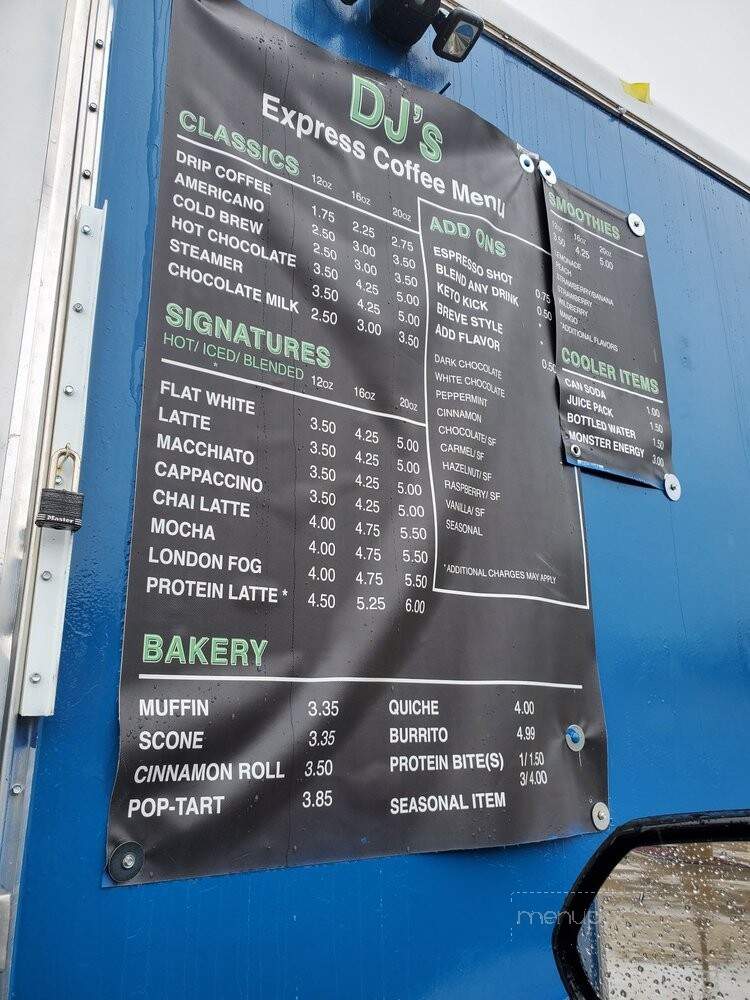 DJ'S
Express Coffee Menu
CLASSICS 12oz 16oz 20oz
DRIP COFFEE 1.75 2.25 2.75
AMERICANO 2.50 3.00 3.50
COLD BREW 2.50 3.00 3.50
HOT CHOCOLATE 3.50 4.25 5.00
STEAMER 3.50 4.25 5.00
CHOCOLATE MILK 2.50 3.00 3.50
SIGNATURES
HOT/ ICED/ BLENDED 12oz 16oz 20oz
*
FLAT WHITE 3.50 4.25 5.00
LATTE 3.50 4.25 5.00
MACCHIATO 3.50 4.25 5.00
CAPPACCINO 3.50 4.25 5.00
CHAI LATTE 4.00 4.75 5.50
MOCHA 4.00 4.75 5.50
LONDON FOG 4.00 4.75 5.50
PROTEIN LATTE * 4.50 5.25 6.00
ADD ONS
ESPRESSO SHOT 0.75
BLEND ANY DRINK 0.50
KETO KICK *
BREVE STYLE *
ADD FLAVOR 0.50
DARK CHOCOLATE
WHITE CHOCOLATE
PEPPERMINT
CINNAMON
CHOCOLATE/ SF
CARMEL/ SF
HAZELNUT/ SF
RASPBERRY/ SF
VANILLA/ SF
SEASONAL
*ADDITIONAL CHARGES MAY APPLY
BAKERY
MUFFIN 3.35
SCONE 3.35
CINNAMON ROLL 3.50
POP-TART 3.85
QUICHE 4.00
BURRITO 4.99
PROTEIN BITE(S) 1/ 1.50
3/ 4.00
SEASONAL ITEM
SMOOTHIES
12oz 16oz 20oz
3.50 4.25 5.00
LEMONADE
PEACH
STRAWBERRY/BANANA
STRAWBERRY
WILDBERRY
MANGO
*ADDITIONAL FLAVORS
COOLER ITEMS
CAN SODA 1.00
JUICE PACK 1.50
BOTTLED WATER 1.50
MONSTER ENERGY 3.00
Master
menup